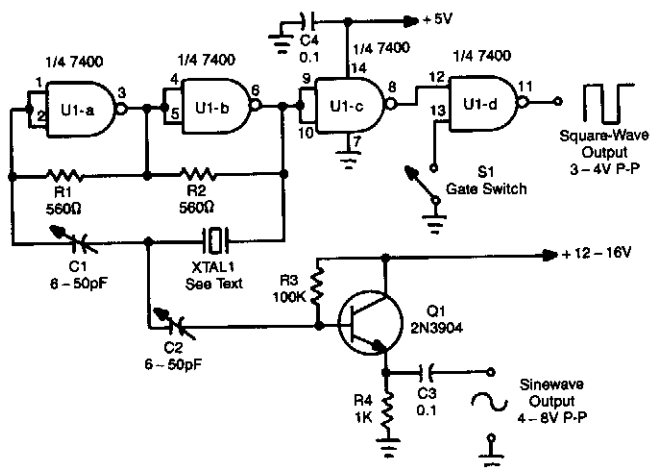 +5V
C4
0.1
1/4 7400
1/4 7400
1/4 7400
1/4 7400
1
2
3
U1-a
4
5
6
U1-b
9
10
14
8
7
U1-c
12
13
11
U1-d
R1
560Ω
R2
560Ω
S1
Gate Switch
Square-Wave
Output
3–4V P-P
C1
6–50pF
XTAL1
See Text
+12–16V
R3
100K
Q1
2N3904
C2
6–50pF
R4
1K
C3
0.1
Sinewave
Output
4–8V P-P